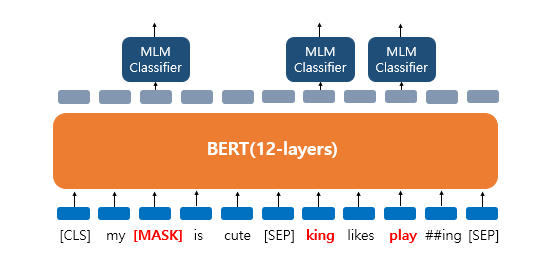 MLM
Classifier
MLM
Classifier
MLM
Classifier
BERT(12-layers)
[CLS] my [MASK] is cute [SEP] king likes play ##ing [SEP]